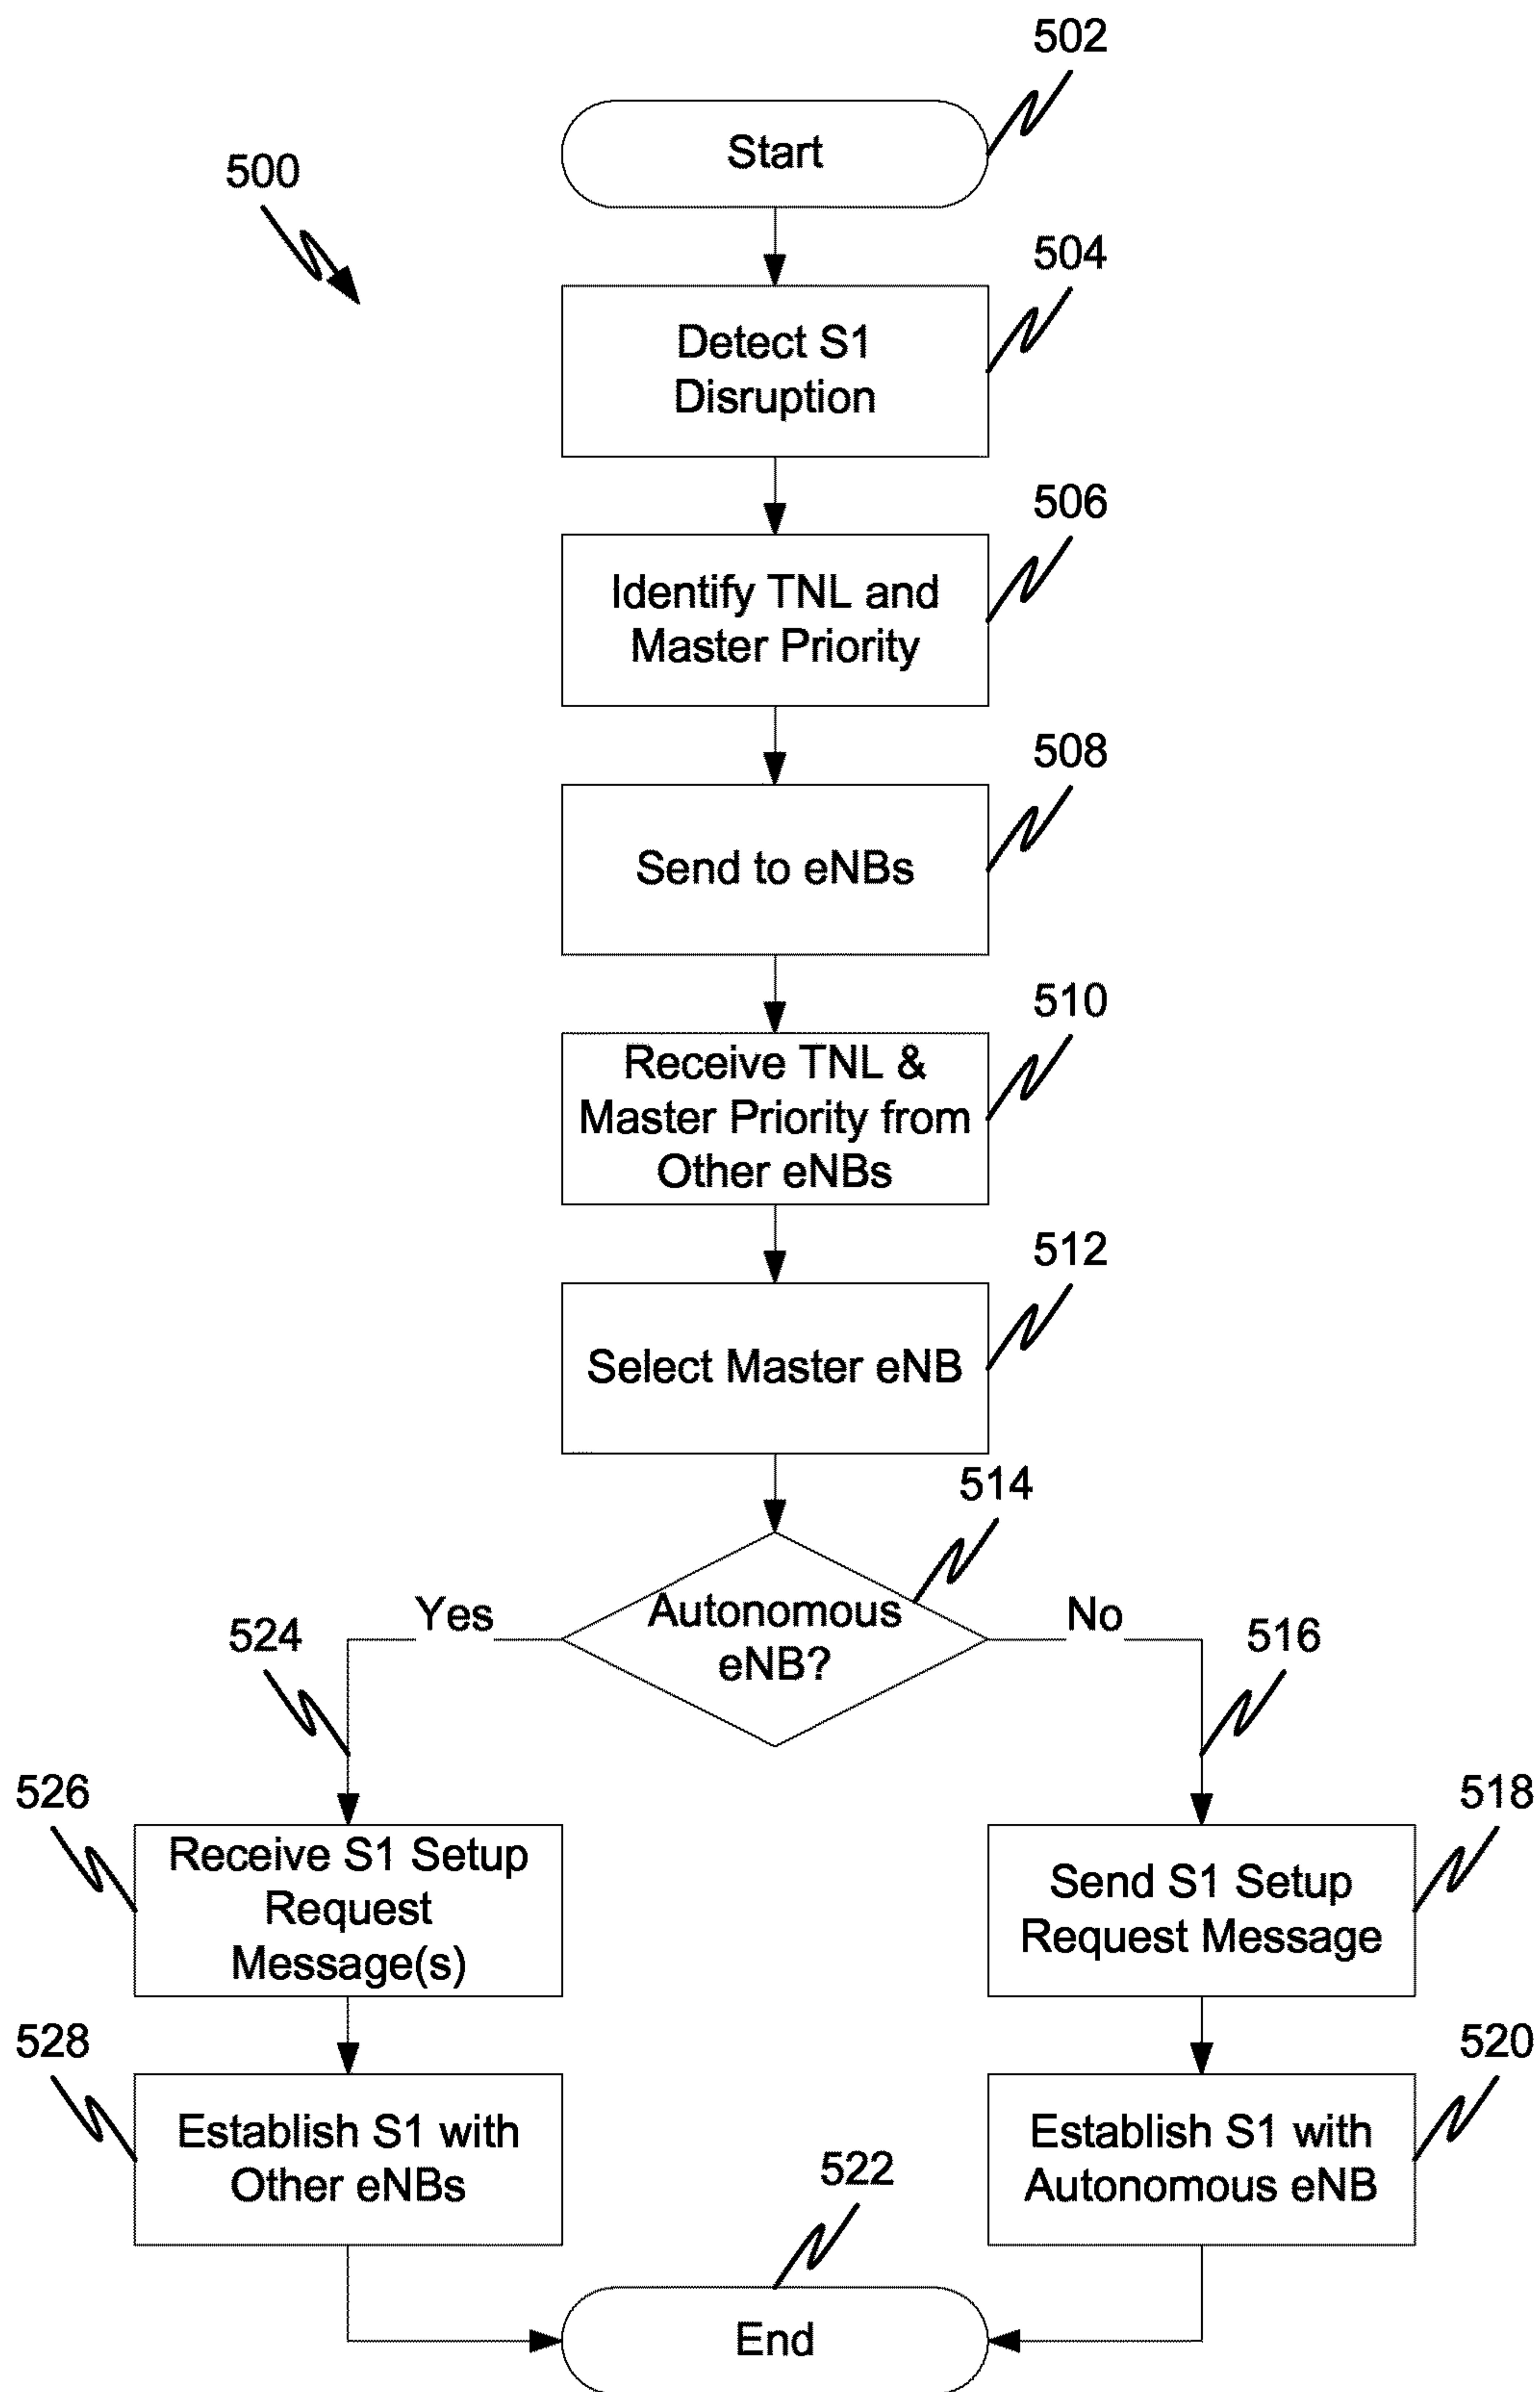 502
Start
500
504
Detect S1
Disruption
506
Identify TNL and
Master Priority
508
Send to eNBs
510
Receive TNL &
Master Priority from
Other eNBs
512
Select Master eNB
514
Autonomous
eNB?
Yes
No
524
516
526
Receive S1 Setup
Request
Message(s)
518
Send S1 Setup
Request Message
528
Establish S1 with
Other eNBs
520
Establish S1 with
Autonomous eNB
522
End